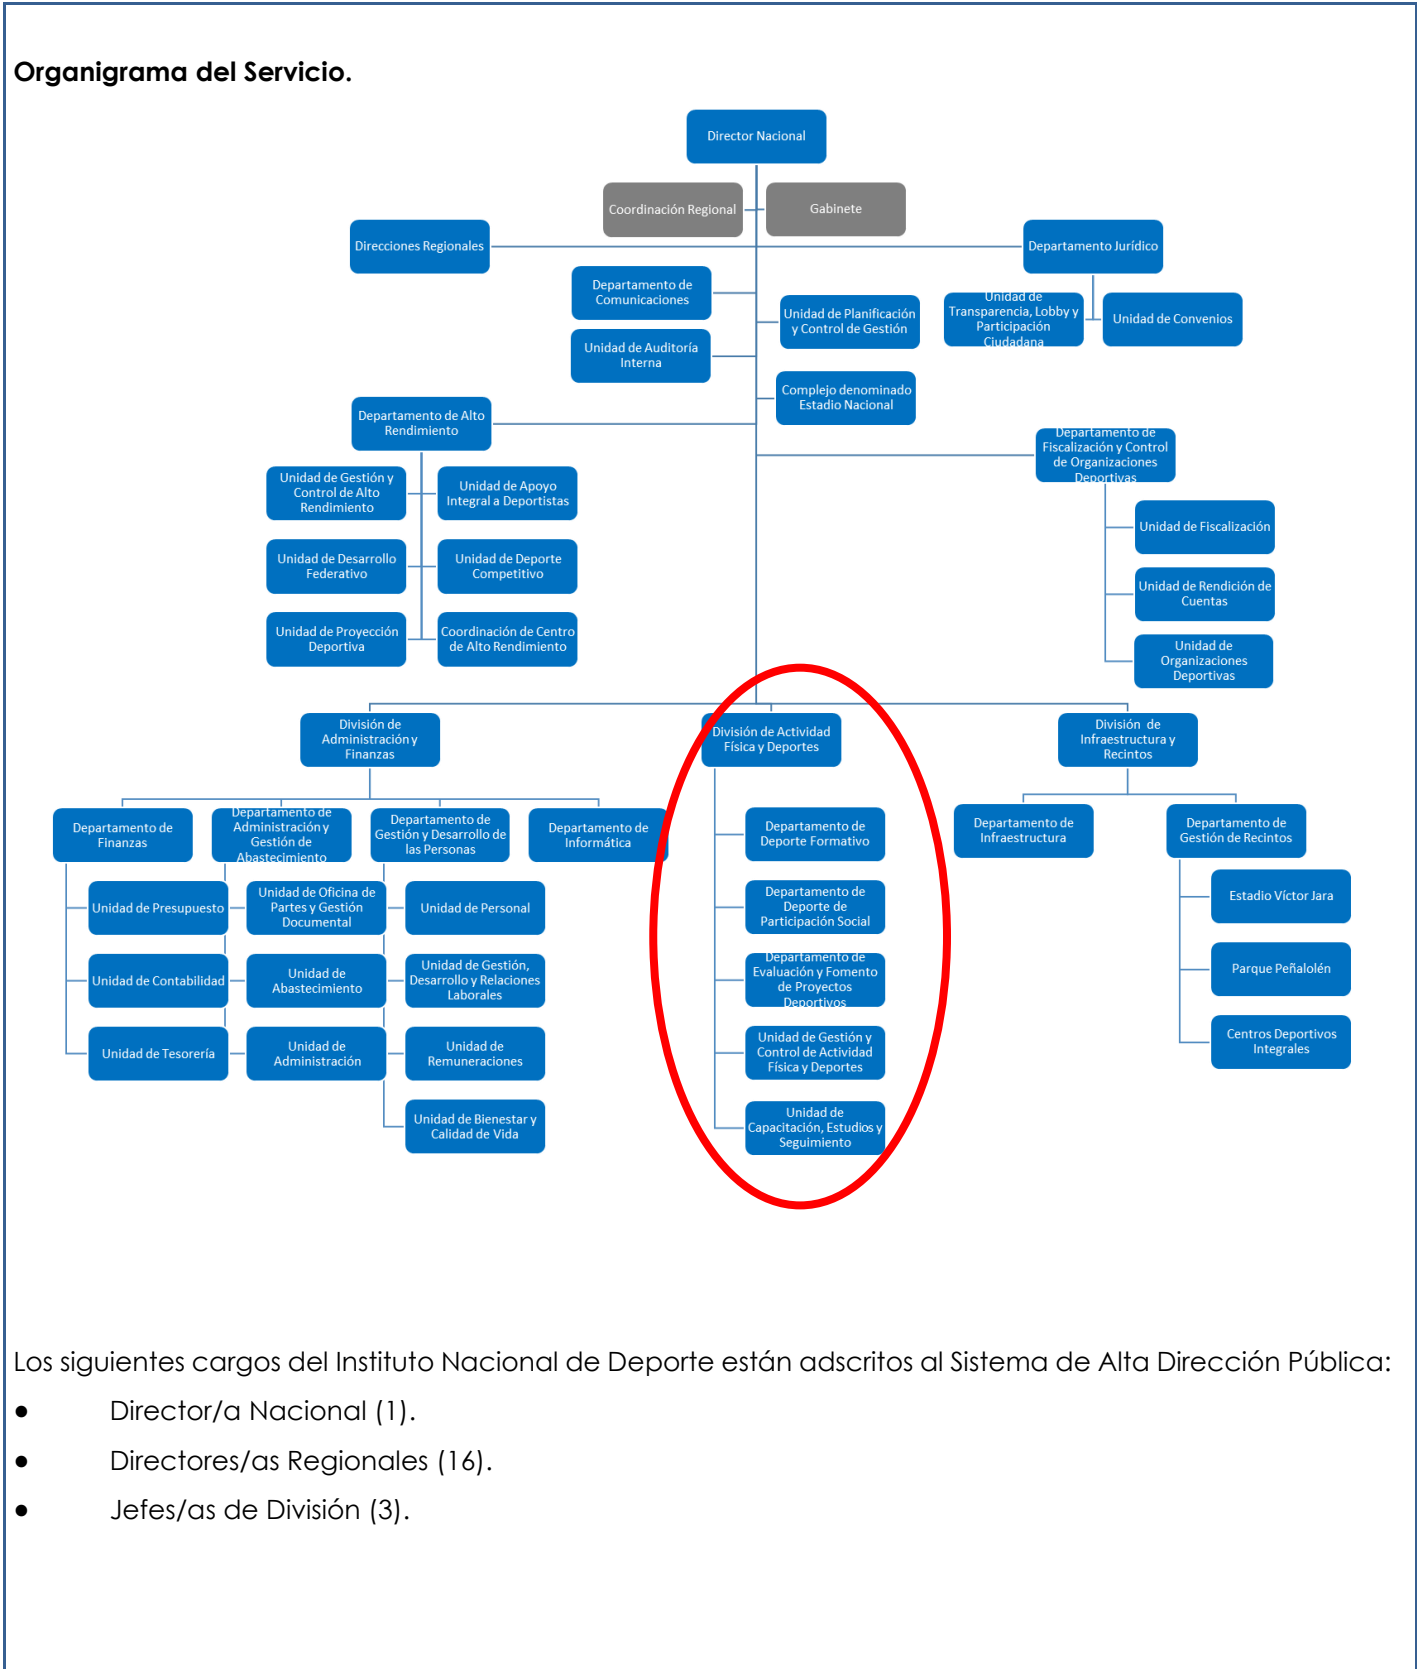 Organigrama del Servicio.
Director Nacional
Coordinación Regional
Gabinete
Direcciones Regionales
Departamento Jurídico
Departamento de
Comunicaciones
Unidad de Planificación
y Control de Gestión
Unidad de
Transparencia, Lobby y
Participación
Ciudadana
Unidad de Convenios
Unidad de Auditoría
Interna
Complejo denominado
Estadio Nacional
Departamento de Alto
Rendimiento
Departamento de
Fiscalización y Control
de Organizaciones
Deportivas
Unidad de Gestión y
Control de Alto
Rendimiento
Unidad de Apoyo
Integral a Deportistas
Unidad de Fiscalización
Unidad de Desarrollo
Federativo
Unidad de Deporte
Competitivo
Unidad de Rendición de
Cuentas
Unidad de Proyección
Deportiva
Coordinación de Centro
de Alto Rendimiento
Unidad de
Organizaciones
Deportivas
División de
Administración y
Finanzas
División de Actividad
Física y Deportes
División de
Infraestructura y
Recintos
Departamento de
Finanzas
Departamento de
Administración y
Gestión de
Abastecimiento
Departamento de
Gestión y Desarrollo de
las Personas
Departamento de
Informática
Departamento de
Deporte Formativo
Departamento de
Infraestructura
Departamento de
Gestión de Recintos
Unidad de Presupuesto
Unidad de Oficina de
Partes y Gestión
Documental
Unidad de Personal
Departamento de
Deporte de
Participación Social
Estadio Víctor Jara
Unidad de Contabilidad
Unidad de
Abastecimiento
Unidad de Gestión,
Desarrollo y Relaciones
Laborales
Departamento de
Evaluación y Fomento
de Proyectos
Deportivos
Parque Peñalolén
Unidad de Tesorería
Unidad de
Administración
Unidad de
Remuneraciones
Unidad de Gestión y
Control de Actividad
Física y Deportes
Centros Deportivos
Integrales
Unidad de Bienestar y
Calidad de Vida
Unidad de
Capacitación, Estudios y
Seguimiento
Los siguientes cargos del Instituto Nacional de Deporte están adscritos al Sistema de Alta Dirección Pública:
● Director/a Nacional (1).
● Directores/as Regionales (16).
● Jefes/as de División (3).